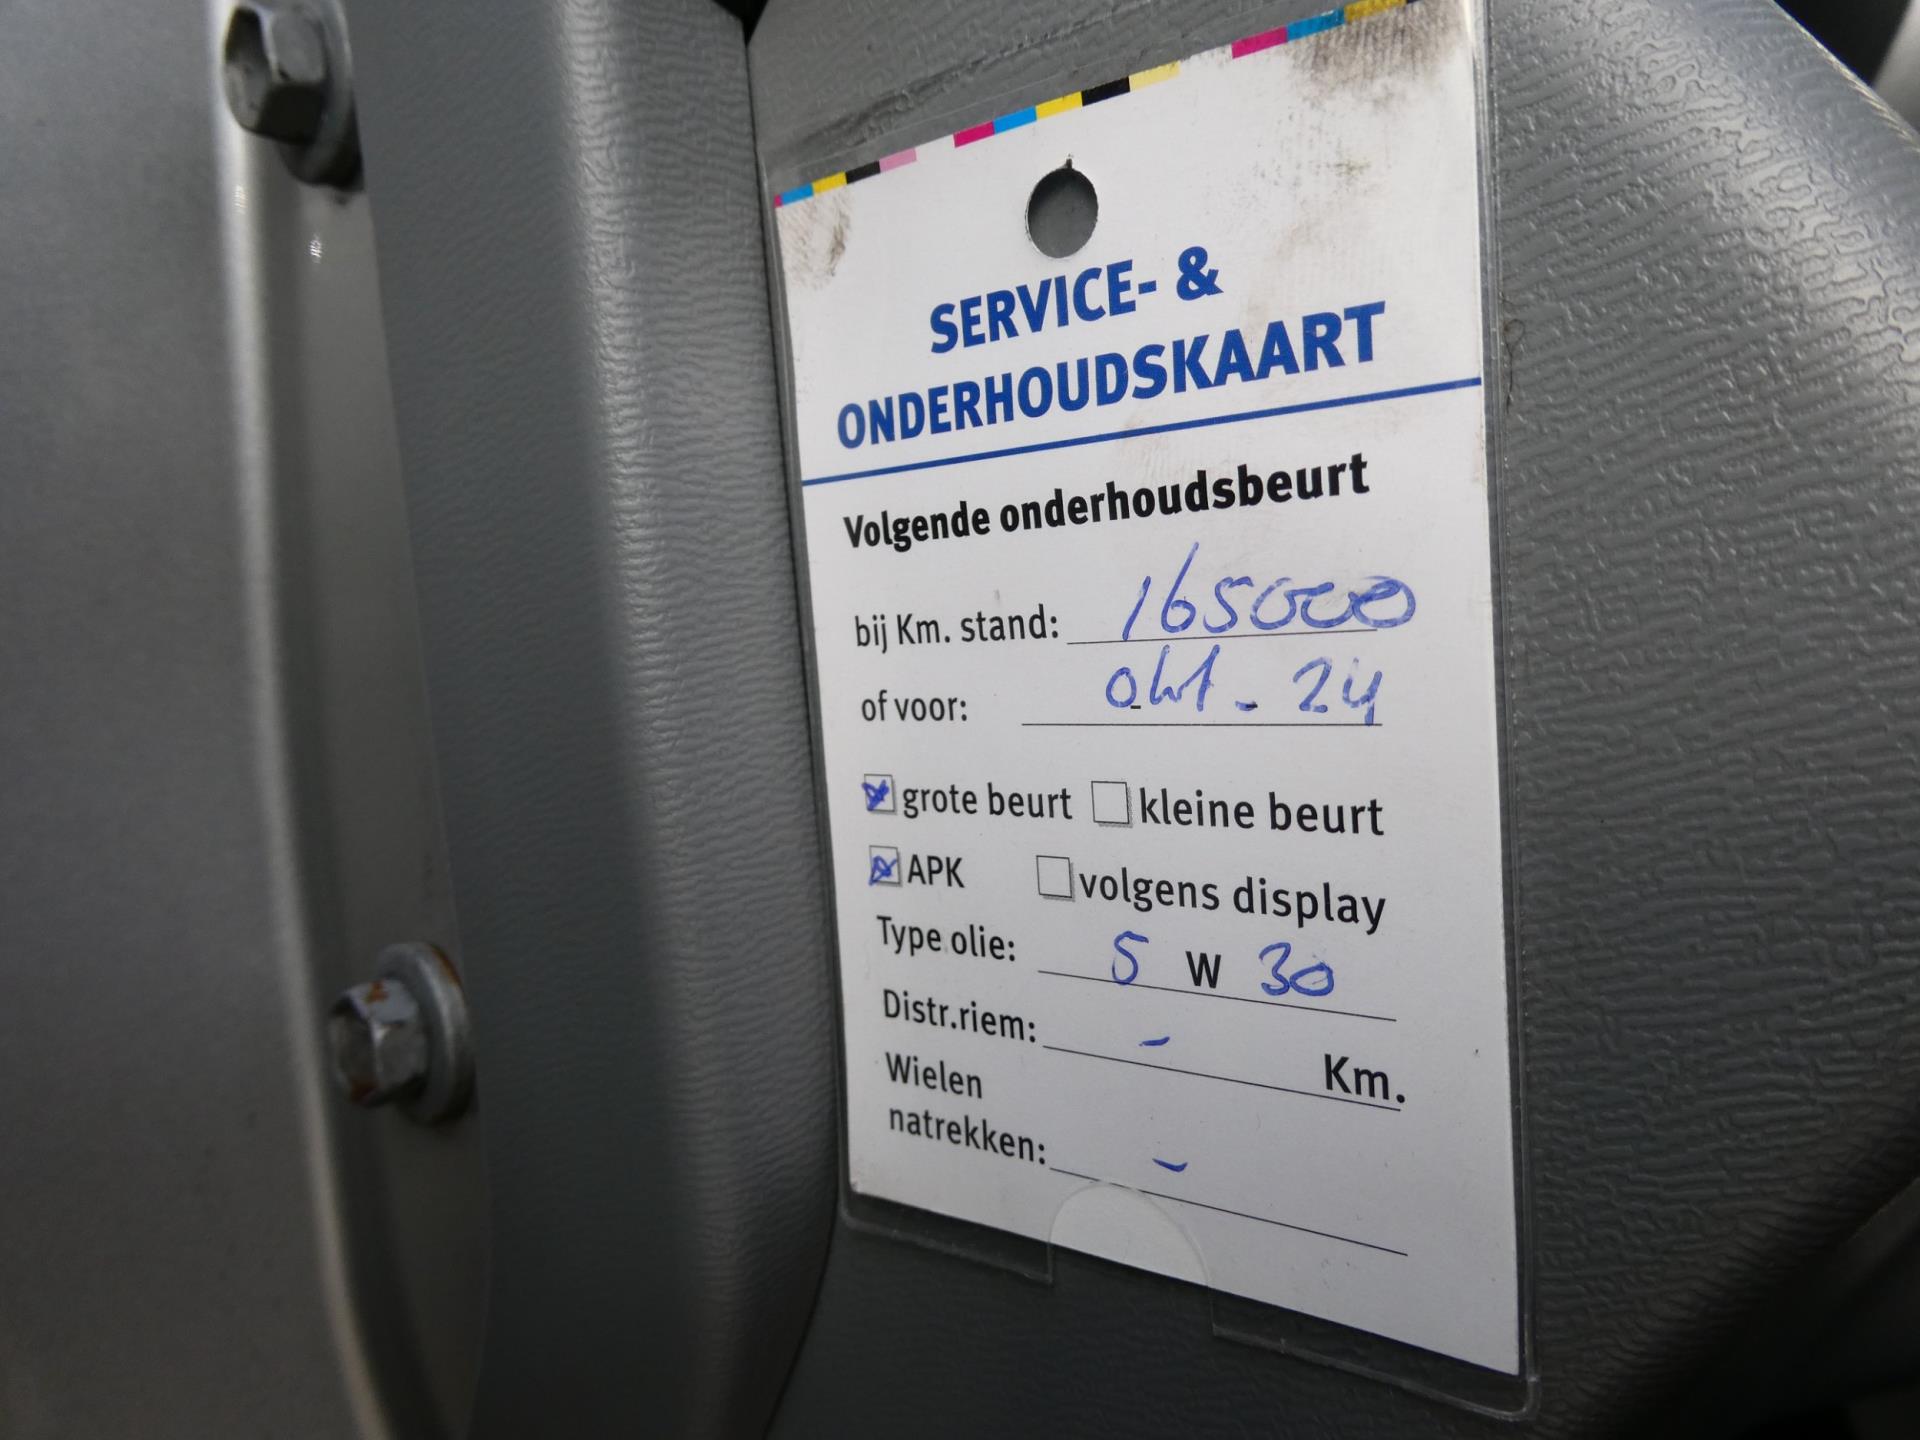 SERVICE- &
ONDERHOUDSKAART
Volgende onderhoudsbeurt
bij Km. stand: 165000
of voor: okt - 24
grote beurt kleine beurt
APK volgens display
Type olie: 5 W 30
Distr.riem: - Km.
Wielen
natrekken: -